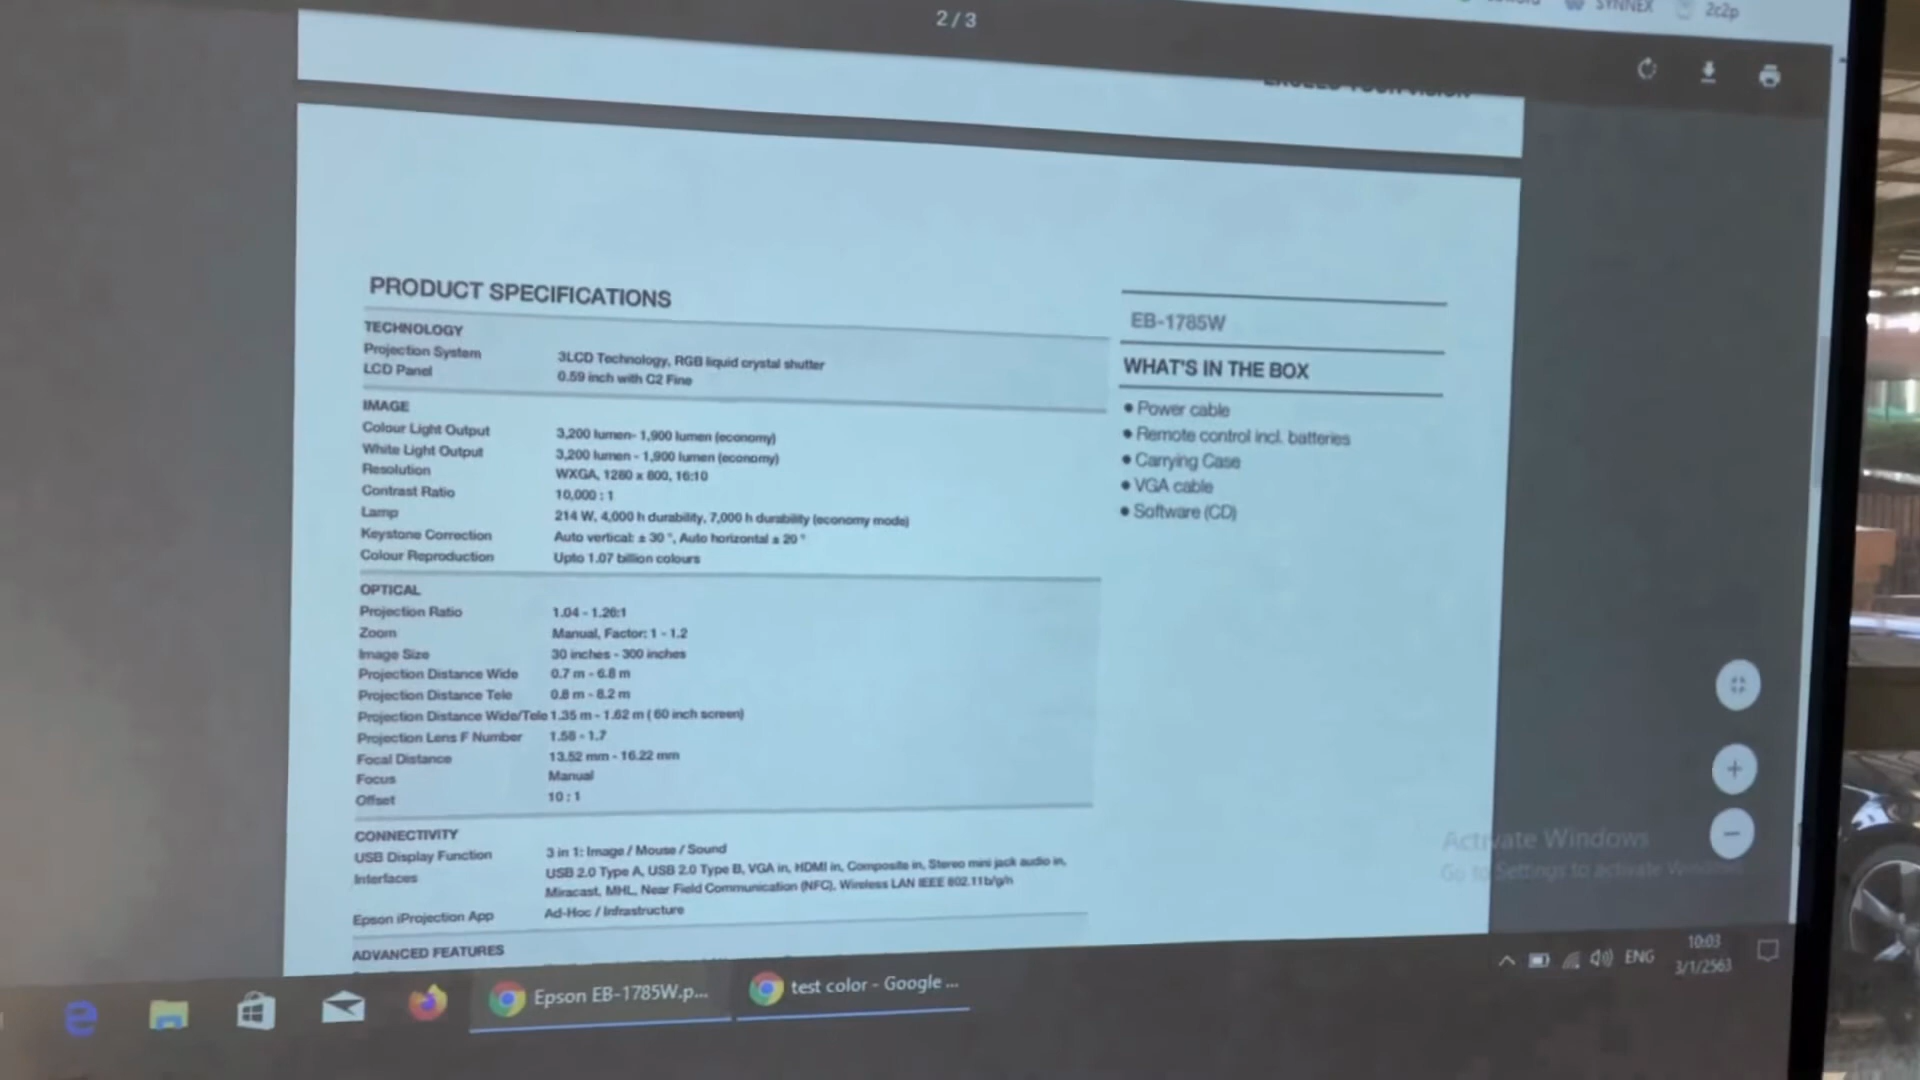 SYNNEX 2c2p
2 / 3
PRODUCT SPECIFICATIONS
TECHNOLOGY
Projection System 3LCD Technology, RGB liquid crystal shutter
LCD Panel 0.59 inch with C2 Fine
IMAGE
Colour Light Output 3,200 lumen- 1,900 lumen (economy)
White Light Output 3,200 lumen - 1,900 lumen (economy)
Resolution WXGA, 1280 x 800, 16:10
Contrast Ratio 10,000 : 1
Lamp 214 W, 4,000 h durability, 7,000 h durability (economy mode)
Keystone Correction Auto vertical: ± 30 °, Auto horizontal ± 20 °
Colour Reproduction Upto 1.07 billion colours
OPTICAL
Projection Ratio 1.04 - 1.26:1
Zoom Manual, Factor: 1 - 1.2
Image Size 30 inches - 300 inches
Projection Distance Wide 0.7 m - 6.8 m
Projection Distance Tele 0.8 m - 8.2 m
Projection Distance Wide/Tele 1.35 m - 1.62 m ( 60 inch screen)
Projection Lens F Number 1.58 - 1.7
Focal Distance 13.52 mm - 16.22 mm
Focus Manual
Offset 10 : 1
CONNECTIVITY
USB Display Function 3 in 1: Image / Mouse / Sound
Interfaces USB 2.0 Type A, USB 2.0 Type B, VGA in, HDMI in, Composite in, Stereo mini jack audio in,
Miracast, MHL, Near Field Communication (NFC), Wireless LAN IEEE 802.11b/g/n
Epson iProjection App Ad-Hoc / Infrastructure
ADVANCED FEATURES
EB-1785W
WHAT'S IN THE BOX
• Power cable
• Remote control incl. batteries
• Carrying Case
• VGA cable
• Software (CD)
Activate Windows
Go to Settings to activate Windows.
Epson EB-1785W.p... test color - Google ...
ENG 10:03
3/1/2563